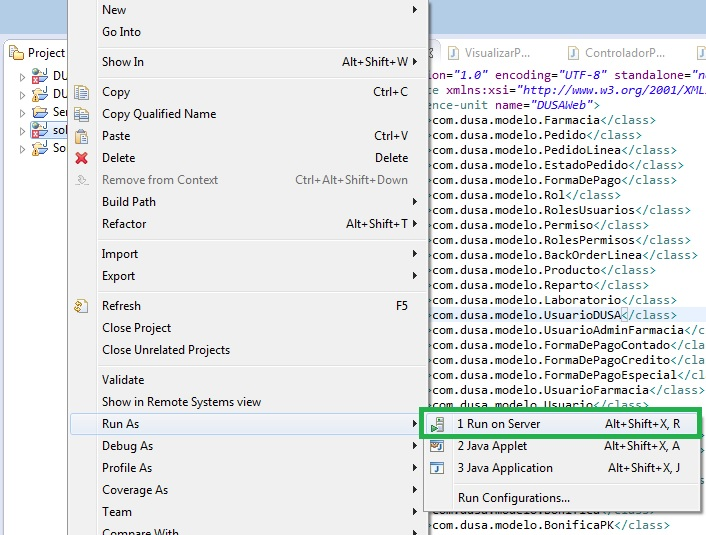 Project
DU
DU
Ser
sol
So
New
Go Into
Show In Alt+Shift+W
Copy Ctrl+C
Copy Qualified Name
Paste Ctrl+V
Delete Delete
Remove from Context Ctrl+Alt+Shift+Down
Build Path
Refactor Alt+Shift+T
Import
Export
Refresh F5
Close Project
Close Unrelated Projects
Validate
Show in Remote Systems view
Run As
Debug As
Profile As
Coverage As
Team
Compare With
1 Run on Server Alt+Shift+X, R
2 Java Applet Alt+Shift+X, A
3 Java Application Alt+Shift+X, J
Run Configurations...
VisualizarP... ControladorP...
ion="1.0" encoding="UTF-8" standalone="n
ce xmlns:xsi="http://www.w3.org/2001/XML
ence-unit name="DUSAWeb">
>com.dusa.modelo.Farmacia</class>
>com.dusa.modelo.Pedido</class>
>com.dusa.modelo.PedidoLinea</class>
>com.dusa.modelo.EstadoPedido</class>
>com.dusa.modelo.FormaDePago</class>
>com.dusa.modelo.Rol</class>
>com.dusa.modelo.RolesUsuarios</class>
>com.dusa.modelo.Permiso</class>
>com.dusa.modelo.RolesPermisos</class>
>com.dusa.modelo.BackOrderLinea</class>
>com.dusa.modelo.Producto</class>
>com.dusa.modelo.Reparto</class>
>com.dusa.modelo.Laboratorio</class>
>com.dusa.modelo.UsuarioDUSA</class>
>com.dusa.modelo.UsuarioAdminFarmacia</c
>com.dusa.modelo.FormaDePagoContado</cla
>com.dusa.modelo.FormaDePagoCredito</cla
>com.dusa.modelo.FormaDePagoEspecial</cl
>com.dusa.modelo.UsuarioFarmacia</class>
>com.dusa.modelo.Usuario</class>
>com.dusa.modelo.Bonifica</class>
>com.dusa.modelo.BonificaPK</class>